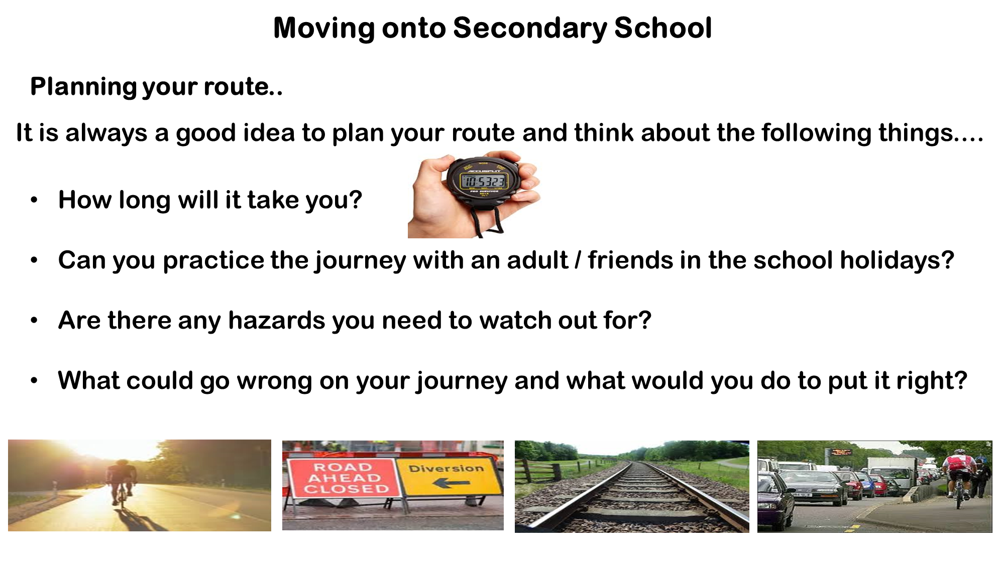 Moving onto Secondary School
Planning your route..
It is always a good idea to plan your route and think about the following things....
ACCUSPLIT
10:5323
PRO SURVIVOR
• How long will it take you?
• Can you practice the journey with an adult / friends in the school holidays?
• Are there any hazards you need to watch out for?
• What could go wrong on your journey and what would you do to put it right?
ROAD
AHEAD
CLOSED
Diversion